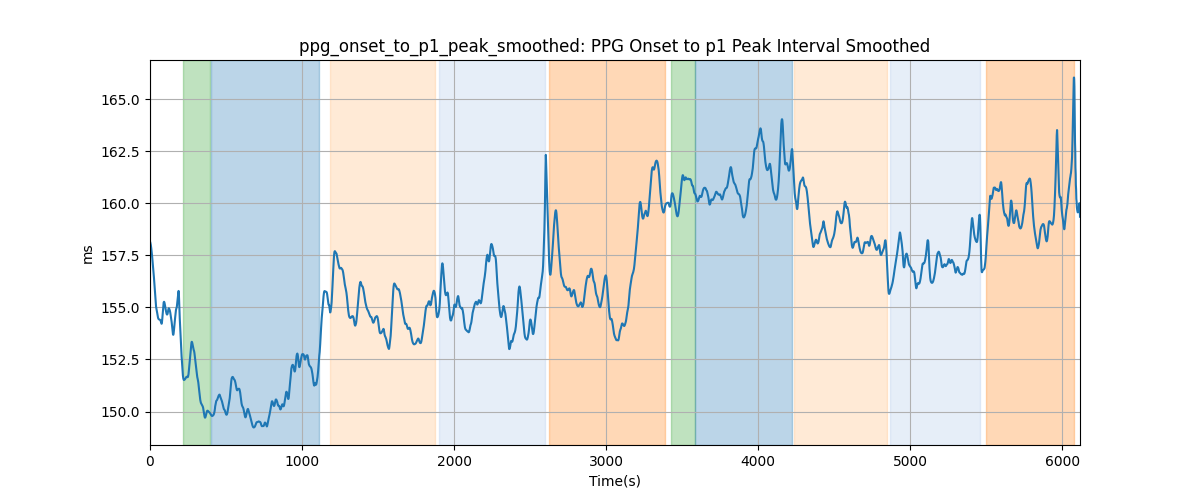 ppg_onset_to_p1_peak_smoothed: PPG Onset to p1 Peak Interval Smoothed
165.0
162.5
160.0
157.5
155.0
152.5
150.0
ms
0 1000 2000 3000 4000 5000 6000
Time(s)